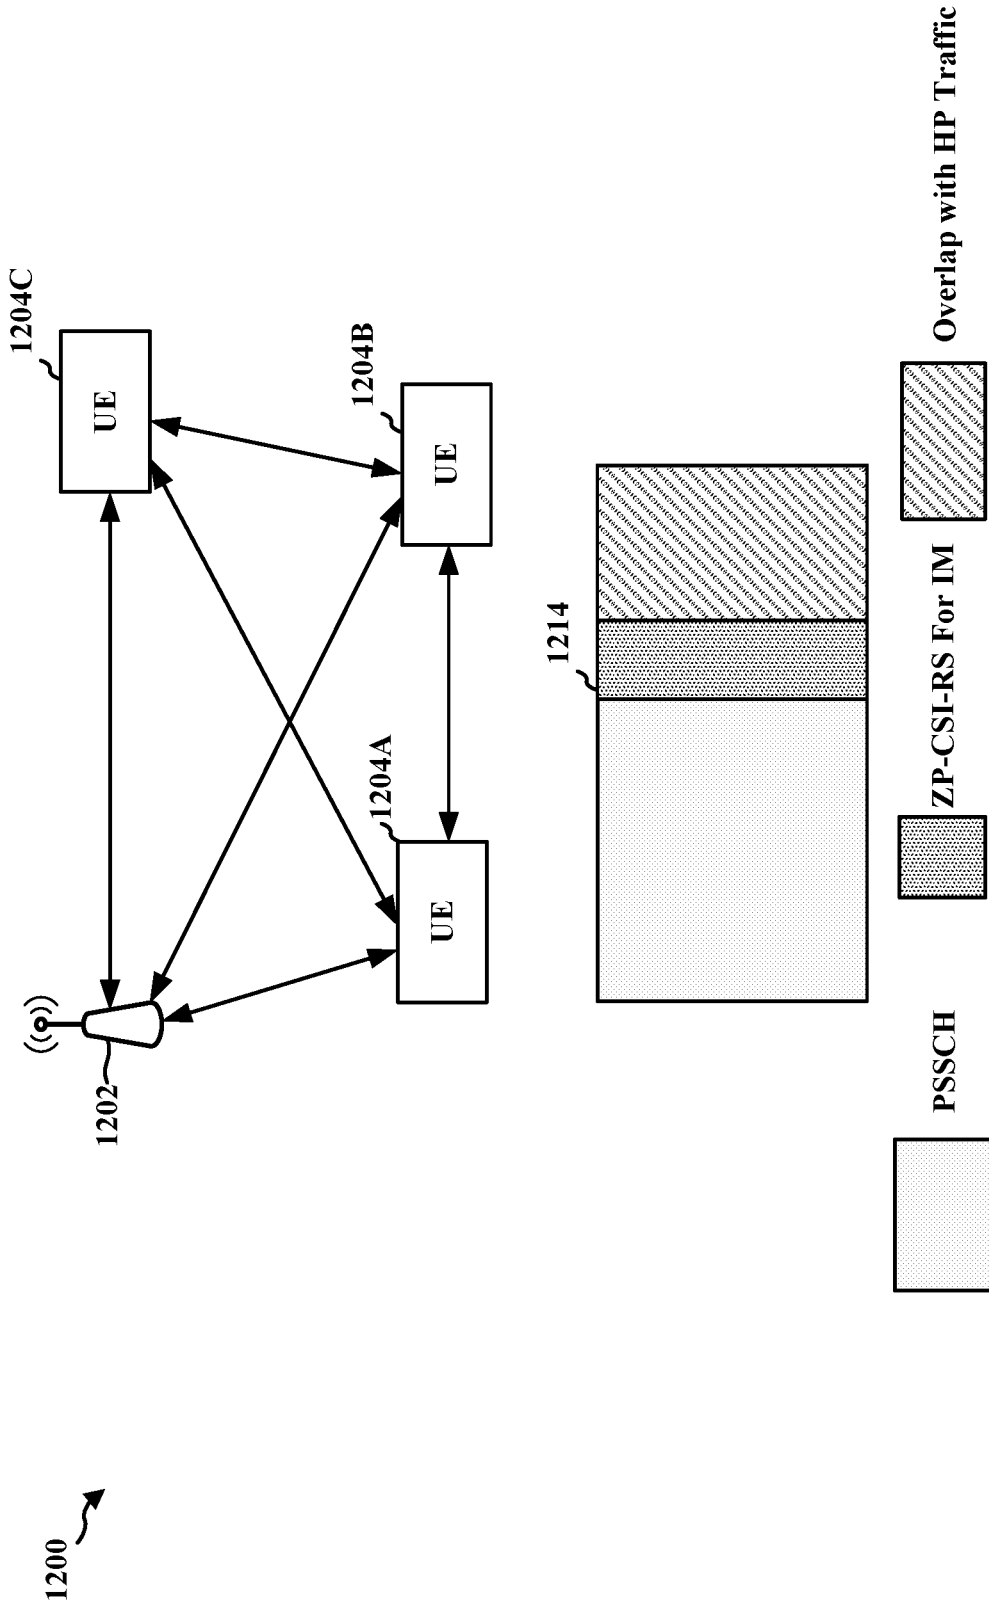 1200
1202
1204C
UE
1204A
UE
1204B
UE
1214
PSSCH
ZP-CSI-RS For IM
Overlap with HP Traffic